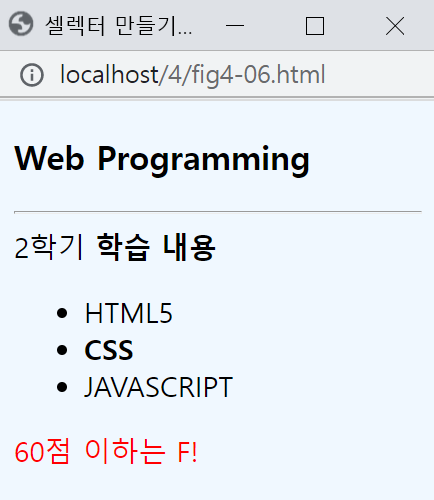 셀렉터 만들기...
localhost/4/fig4-06.html
Web Programming
2학기 학습 내용
HTML5
CSS
JAVASCRIPT
60점 이하는 F!